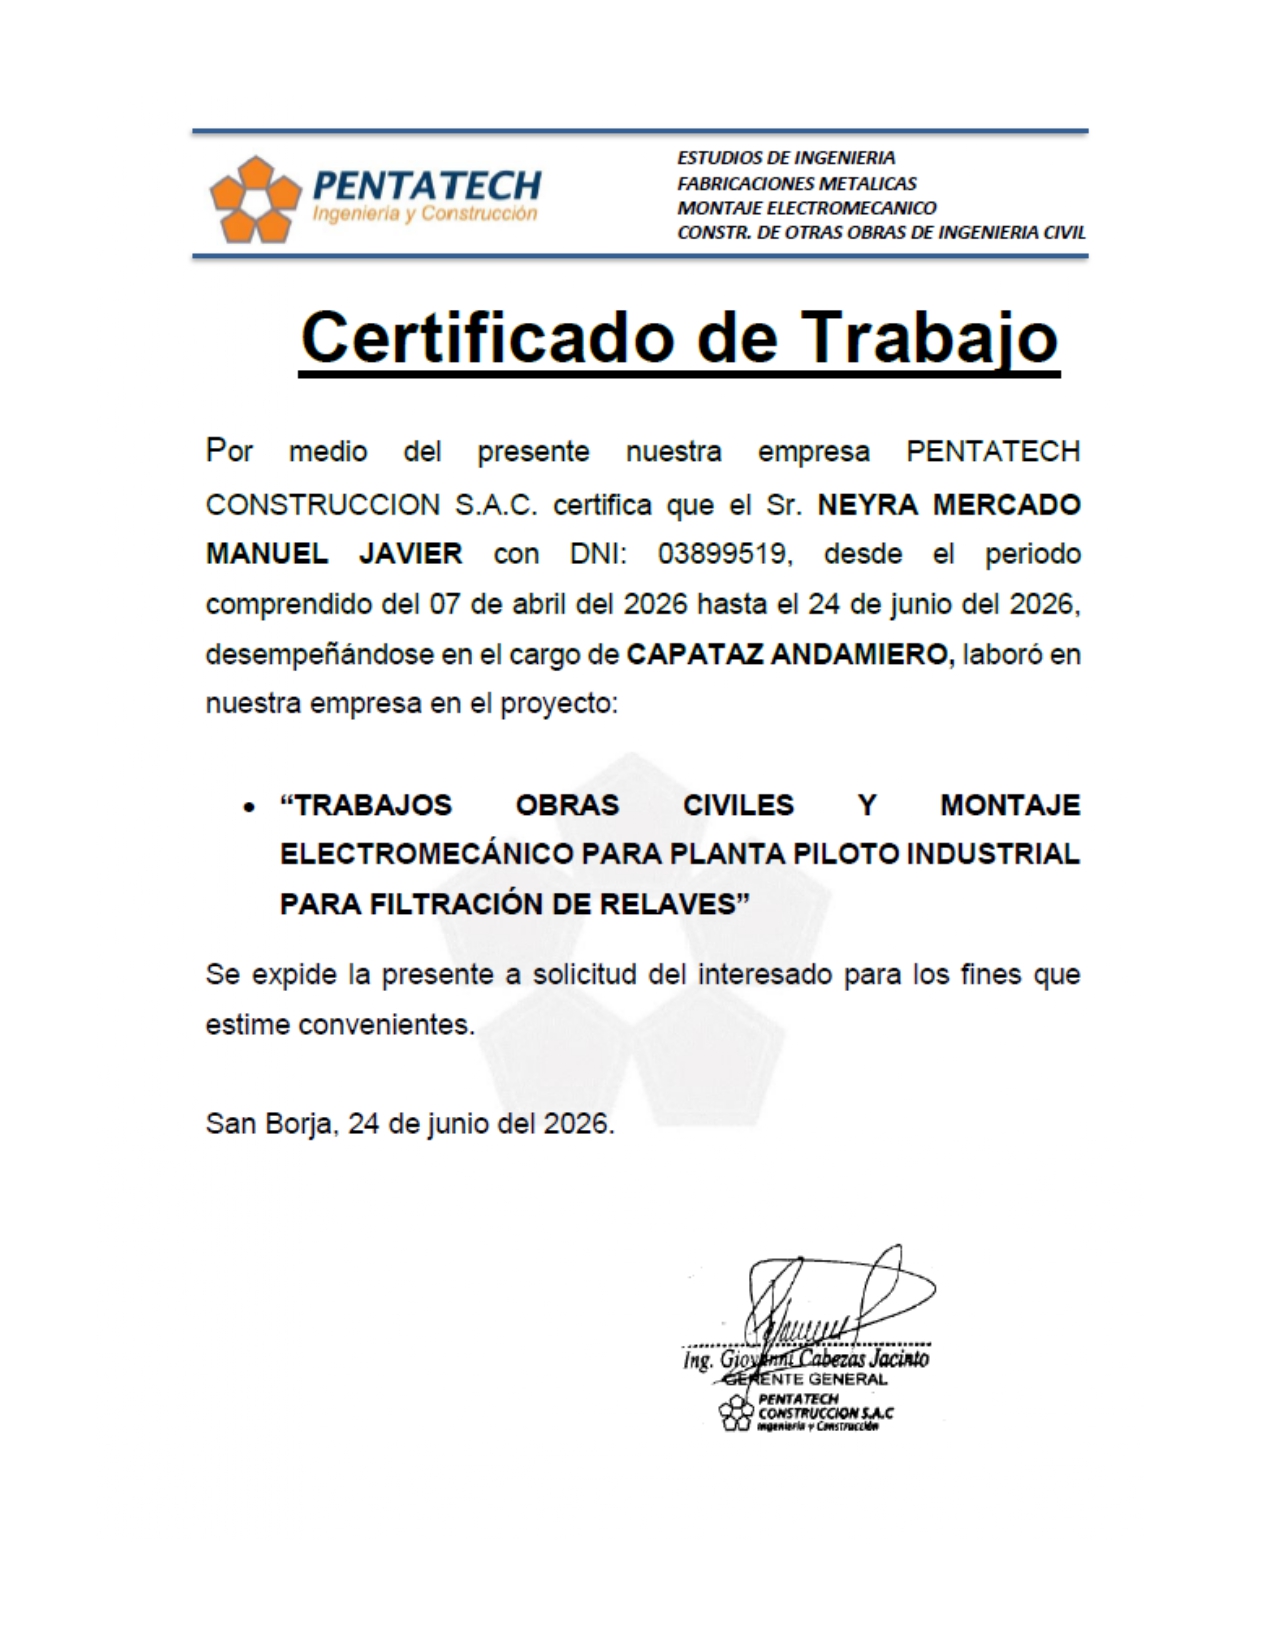 PENTATECH
Ingeniería y Construcción
ESTUDIOS DE INGENIERIA
FABRICACIONES METALICAS
MONTAJE ELECTROMECANICO
CONSTR. DE OTRAS OBRAS DE INGENIERIA CIVIL
Certificado de Trabajo
Por medio del presente nuestra empresa PENTATECH
CONSTRUCCION S.A.C. certifica que el Sr. NEYRA MERCADO
MANUEL JAVIER con DNI: 03899519, desde el periodo
comprendido del 07 de abril del 2026 hasta el 24 de junio del 2026,
desempeñándose en el cargo de CAPATAZ ANDAMIERO, laboró en
nuestra empresa en el proyecto:
• “TRABAJOS OBRAS CIVILES Y MONTAJE
ELECTROMECÁNICO PARA PLANTA PILOTO INDUSTRIAL
PARA FILTRACIÓN DE RELAVES”
Se expide la presente a solicitud del interesado para los fines que
estime convenientes.
San Borja, 24 de junio del 2026.
Ing. Giovanni Cabezas Jacinto
GERENTE GENERAL
PENTATECH
CONSTRUCCION S.A.C
Ingeniería y Construcción